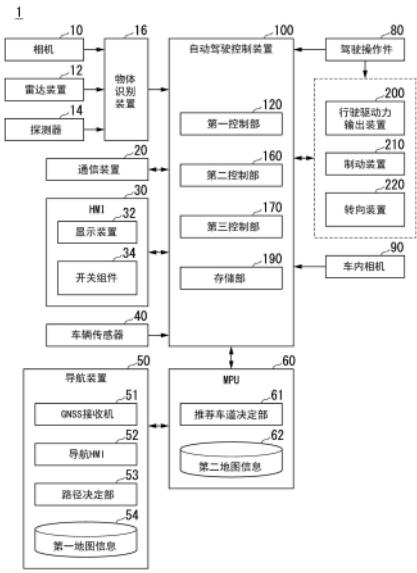 1
10
相机
12
雷达装置
14
探测器
16
物体
识别
装置
20
通信装置
30
HMI
32
显示装置
34
开关组件
40
车辆传感器
100
自动驾驶控制装置
120
第一控制部
160
第二控制部
170
第三控制部
190
存储部
80
驾驶操作件
200
行驶驱动力
输出装置
210
制动装置
220
转向装置
90
车内相机
50
导航装置
51
GNSS接收机
52
导航HMI
53
路径决定部
54
第一地图信息
60
MPU
61
推荐车道决定部
62
第二地图信息